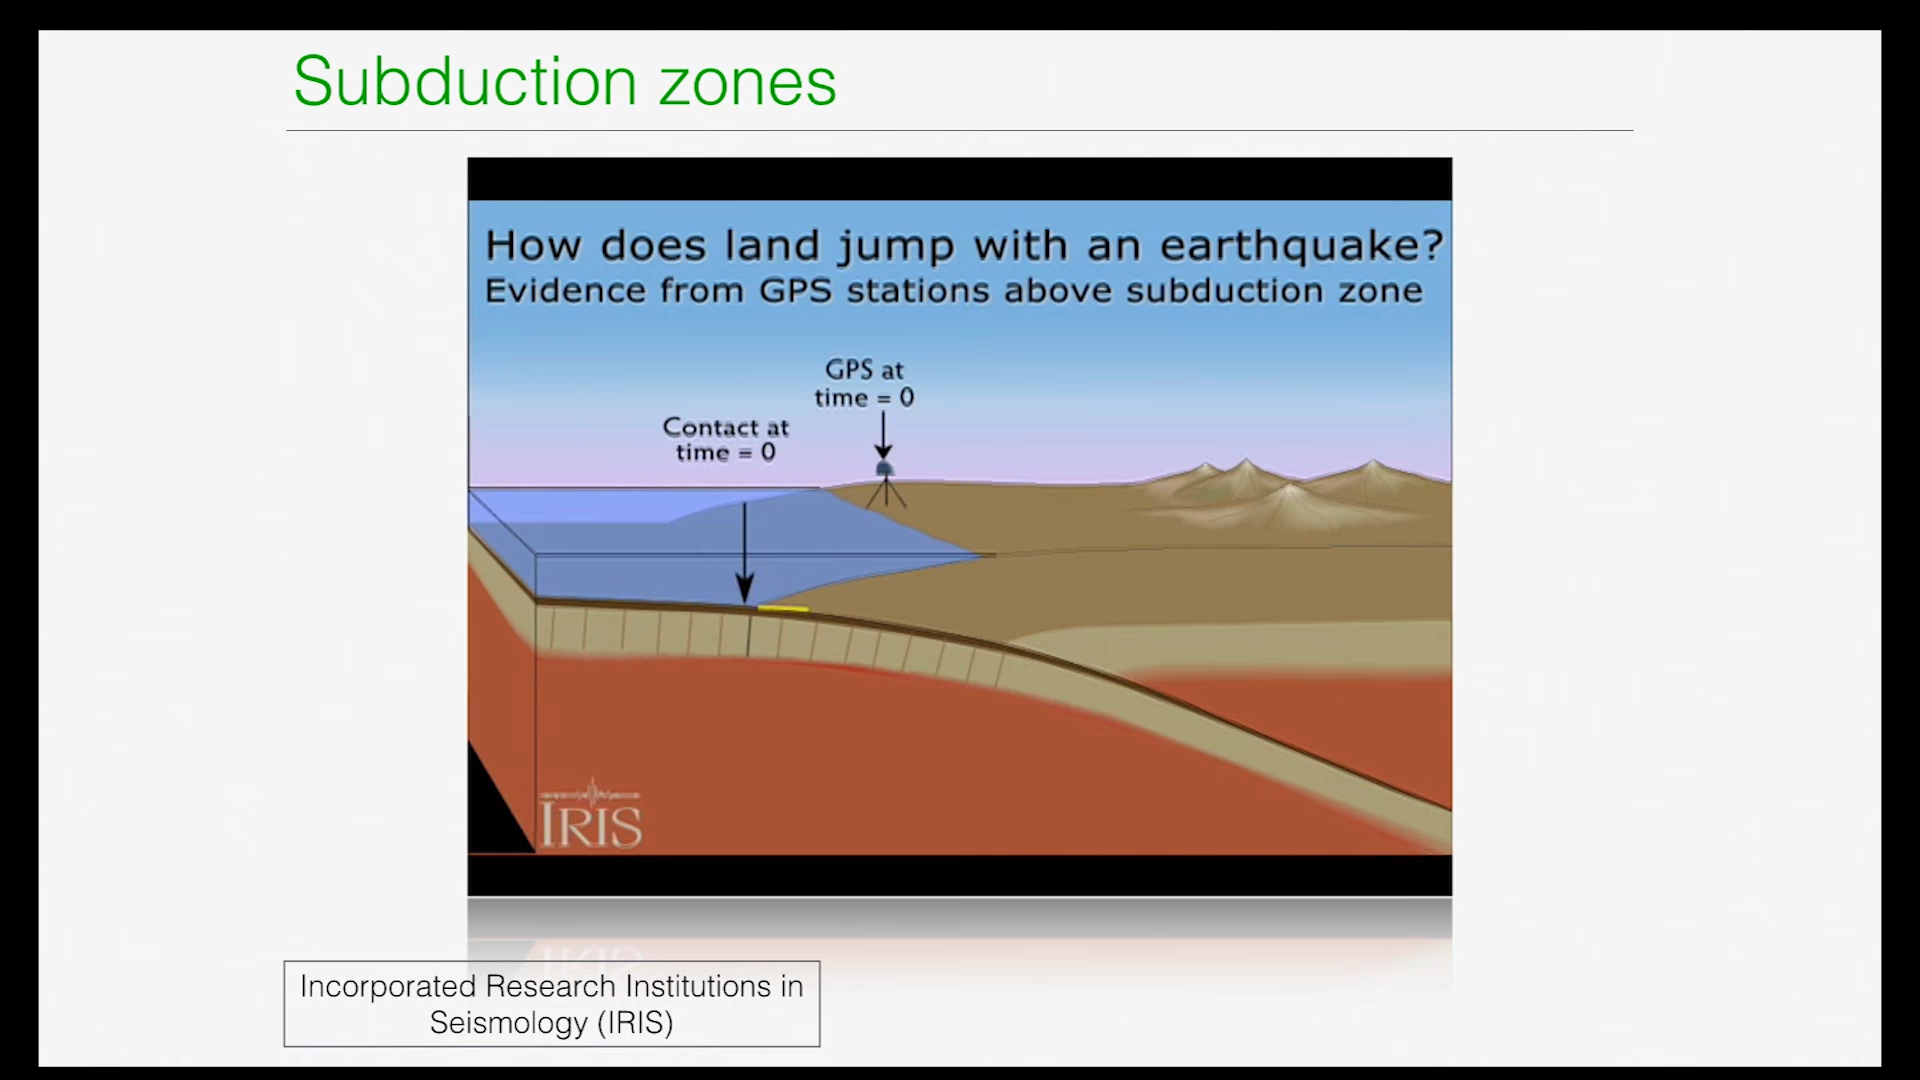 Subduction zones
How does land jump with an earthquake?
Evidence from GPS stations above subduction zone
GPS at
time = 0
Contact at
time = 0
IRIS
Incorporated Research Institutions in
Seismology (IRIS)